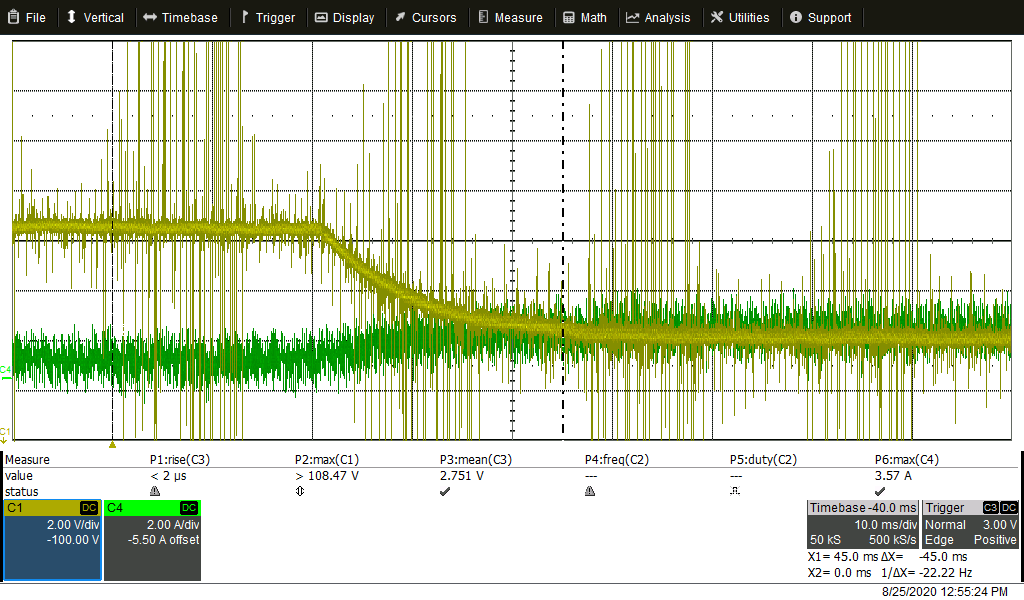 File Vertical Timebase Trigger Display Cursors Measure Math Analysis Utilities Support
C4
C1
Measure P1:rise(C3) P2:max(C1) P3:mean(C3) P4:freq(C2) P5:duty(C2) P6:max(C4)
value < 2 µs > 108.47 V 2.751 V --- --- 3.57 A
status
C1 DC C4 DC Timebase -40.0 ms Trigger C3 DC
2.00 V/div 2.00 A/div 10.0 ms/div Normal 3.00 V
-100.00 V -5.50 A offset 50 kS 500 kS/s Edge Positive
X1= 45.0 ms ΔX= -45.0 ms
X2= 0.0 ms 1/ΔX= -22.22 Hz
8/25/2020 12:55:24 PM